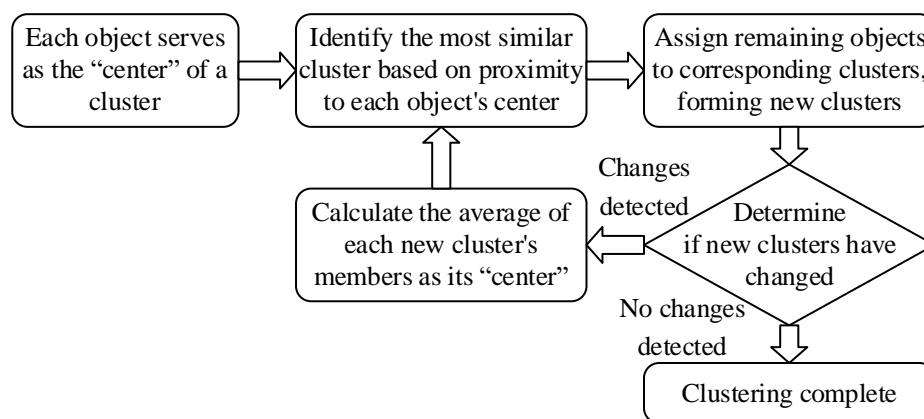 Each object serves
as the “center” of a
cluster
Identify the most similar
cluster based on proximity
to each object's center
Assign remaining objects
to corresponding clusters,
forming new clusters
Changes
detected
Determine
if new clusters have
changed
Calculate the average of
each new cluster's
members as its “center”
No changes
detected
Clustering complete